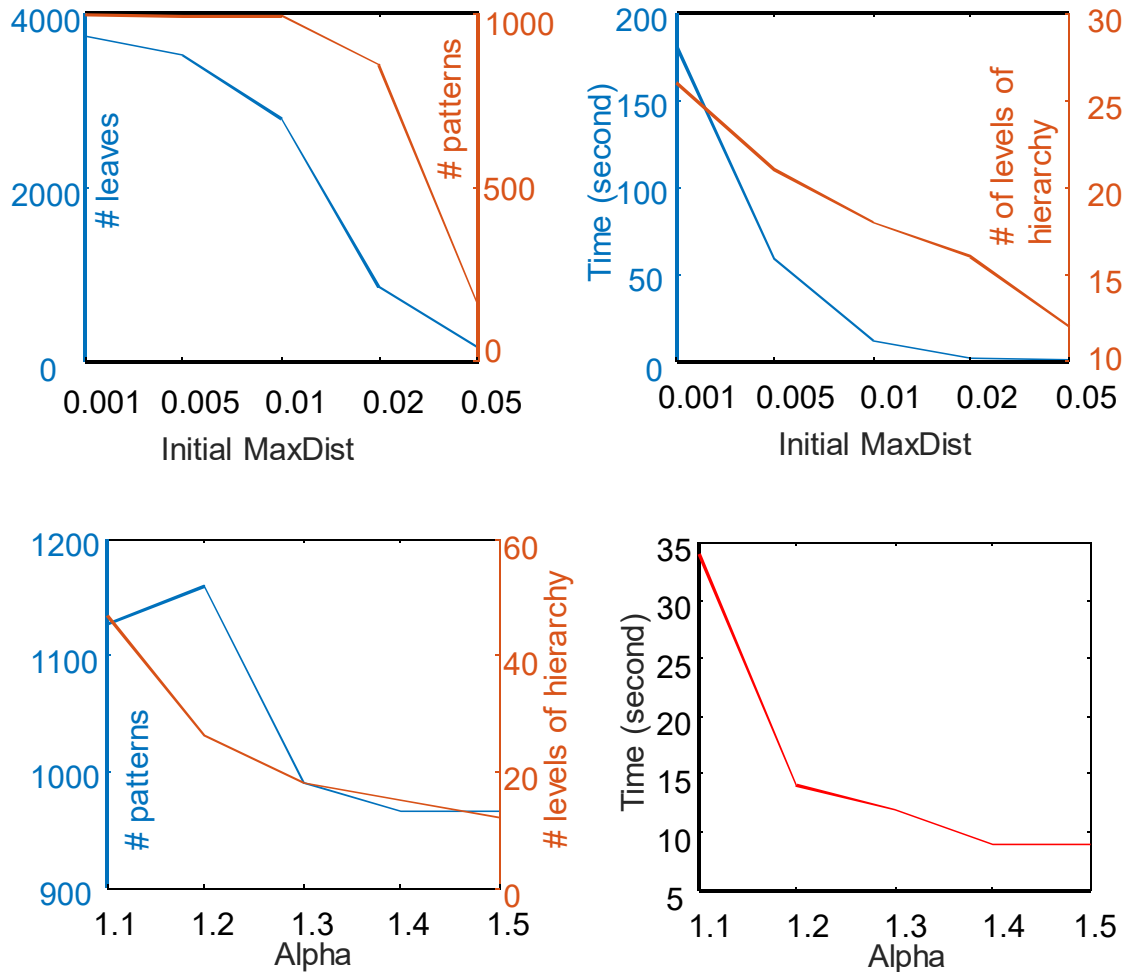 4000
2000
0
# leaves
# patterns
1000
500
0
0.001 0.005 0.01 0.02 0.05
Initial MaxDist
200
150
100
50
0
Time (second)
# of levels of
hierarchy
30
25
20
15
10
0.001 0.005 0.01 0.02 0.05
Initial MaxDist
1200
1100
1000
900
# patterns
# levels of hierarchy
60
40
20
0
1.1 1.2 1.3 1.4 1.5
Alpha
35
30
25
20
15
10
5
Time (second)
1.1 1.2 1.3 1.4 1.5
Alpha